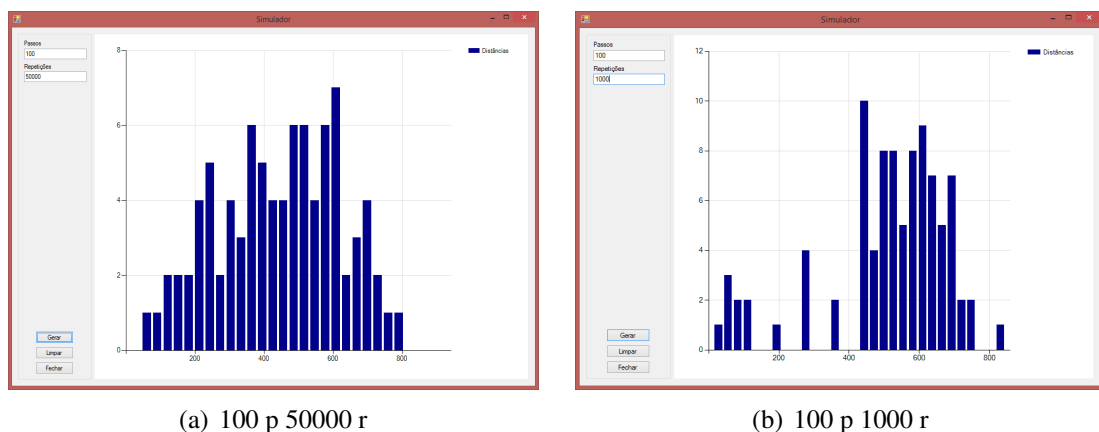 Simulador
Passos
100
Repetições
50000
Gerar
Limpar
Fechar
8
6
4
2
0
200
400
600
800
Distâncias
(a) 100 p 50000 r
Simulador
Passos
100
Repetições
1000
Gerar
Limpar
Fechar
12
10
8
6
4
2
0
200
400
600
800
Distâncias
(b) 100 p 1000 r